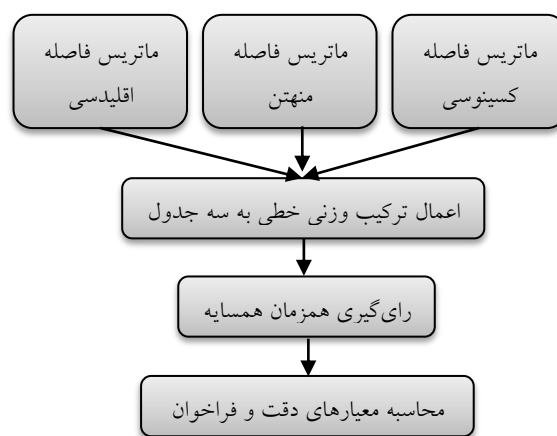 ماتریس فاصله
کسینوسی
ماتریس فاصله
منهتن
ماتریس فاصله
اقلیدسی
اعمال ترکیب وزنی خطی به سه جدول
رای‌گیری همزمان همسایه
محاسبه معیارهای دقت و فراخوان